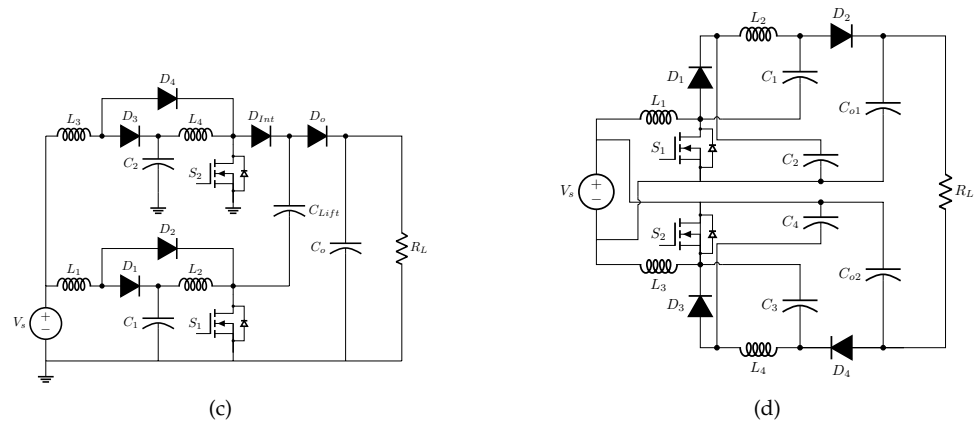 D4
L3
D3
L4
DInt
Do
C2
S2
CLift
D2
Co
RL
L1
D1
L2
Vs
+
−
C1
S1
(c)
L2
D2
D1
C1
L1
Co1
S1
C2
Vs
+
−
RL
S2
C4
L3
Co2
D3
C3
L4
D4
(d)